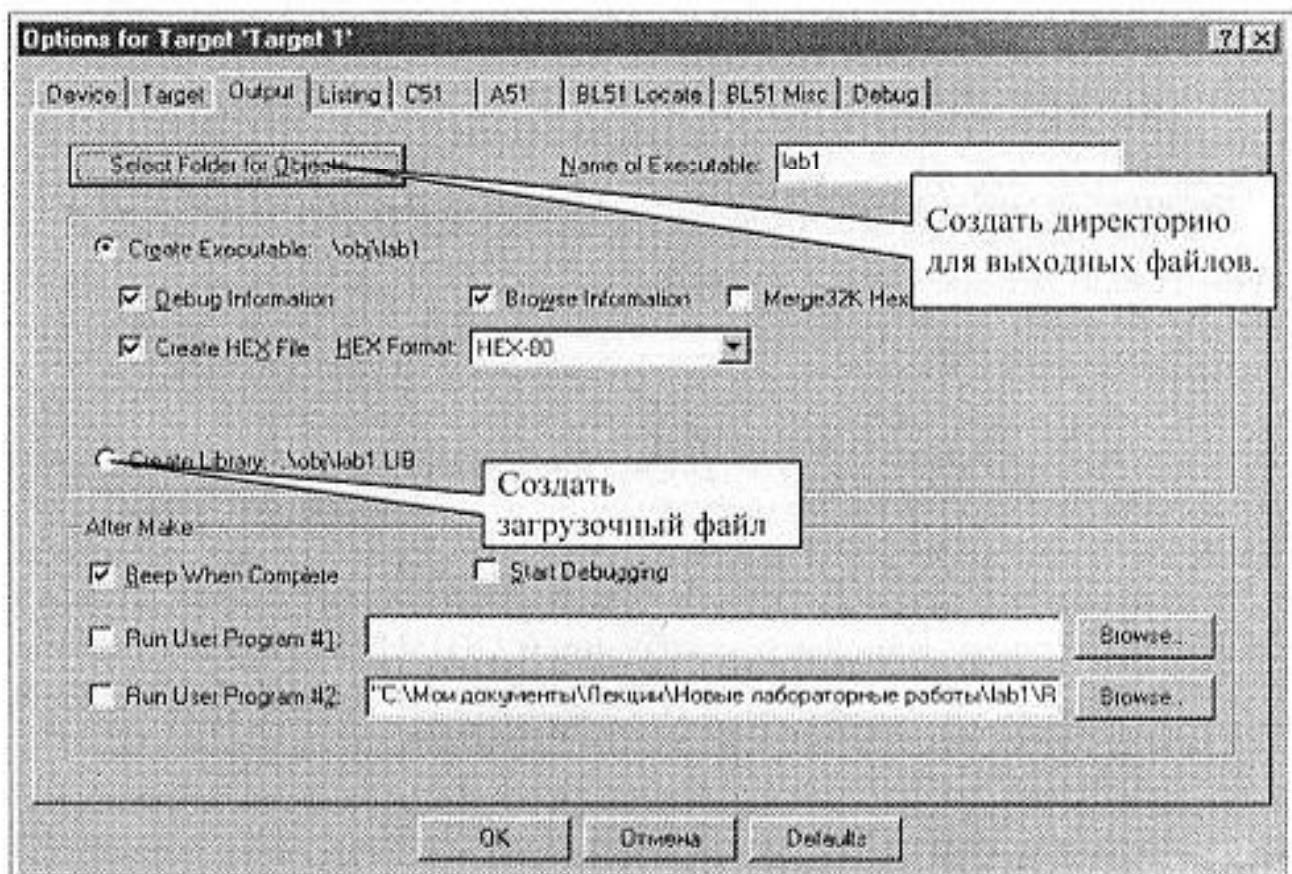 Options for Target 'Target 1'
Device Target Output Listing C51 A51 BL51 Locate BL51 Misc Debug
Select Folder for Objects... Name of Executable: lab1
Создать директорию
для выходных файлов.
Create Executable: .\obj\lab1
Debug Information Browse Information Merge32K Hex
Create HEX File HEX Format: HEX-80
Create Library: .\obj\lab1.LIB
Создать
загрузочный файл
After Make
Beep When Complete Start Debugging
Run User Program #1: Browse...
Run User Program #2: "C:\Мои документы\Лекции\Новые лабораторные работы\lab1\R Browse...
OK Отмена Defaults